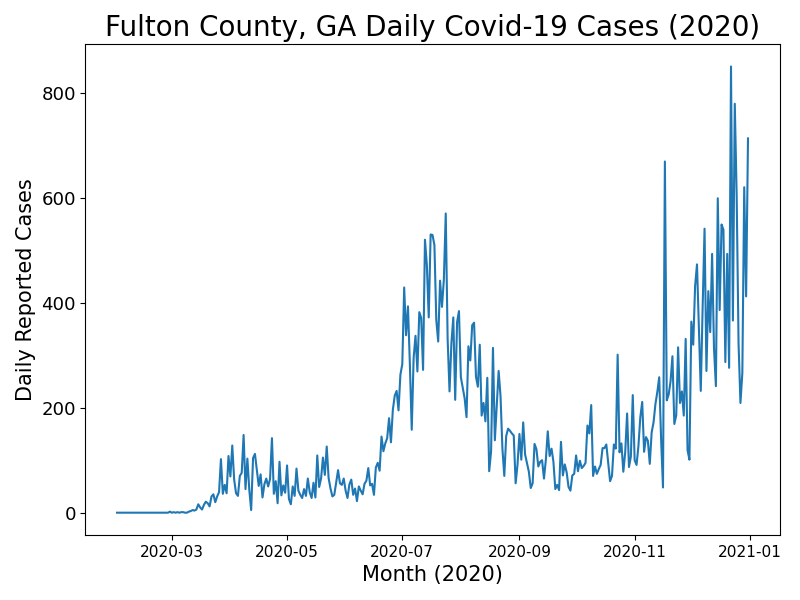 Fulton County, GA Daily Covid-19 Cases (2020)
Daily Reported Cases
800
600
400
200
0
2020-03 2020-05 2020-07 2020-09 2020-11 2021-01
Month (2020)